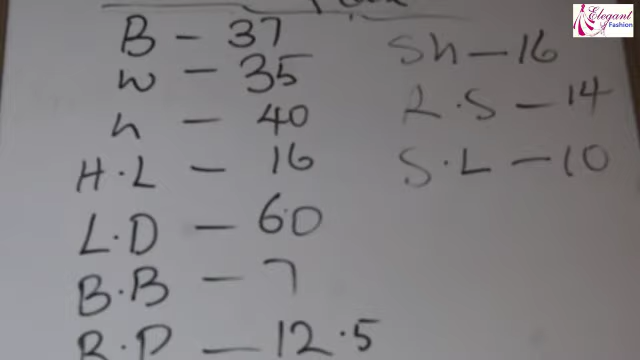 Elegant
Fashion
B - 37
w - 35
h - 40
H.L - 16
L.D - 60
B.B - 7
12.5
Sh - 16
R.S - 14
S.L - 10